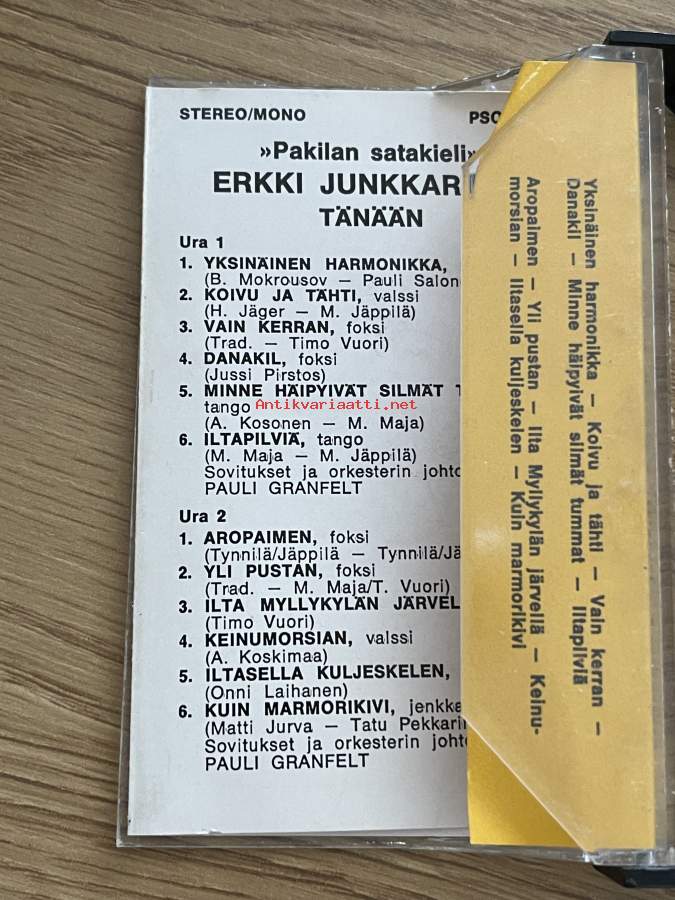 STEREO/MONO PSC
»Pakilan satakieli»
ERKKI JUNKKAR
TÄNÄÄN
Ura 1
1. YKSINÄINEN HARMONIKKA,
(B. Mokrousov — Pauli Salon
2. KOIVU JA TÄHTI, valssi
(H. Jäger — M. Jäppilä)
3. VAIN KERRAN, foksi
(Trad. — Timo Vuori)
4. DANAKIL, foksi
(Jussi Pirstos)
5. MINNE HÄIPYIVÄT SILMÄT T
tango
Antikvariaatti.net
(A. Kosonen — M. Maja)
6. ILTAPILVIÄ, tango
(M. Maja — M. Jäppilä)
Sovitukset ja orkesterin johto
PAULI GRANFELT
Ura 2
1. AROPAIMEN, foksi
(Tynnilä/Jäppilä — Tynnilä/Jä
2. YLI PUSTAN, foksi
(Trad. — M. Maja/T. Vuori)
3. ILTA MYLLYKYLÄN JÄRVEL
(Timo Vuori)
4. KEINUMORSIAN, valssi
(A. Koskimaa)
5. ILTASELLA KULJESKELEN,
(Onni Laihanen)
6. KUIN MARMORIKIVI, jenkka
(Matti Jurva — Tatu Pekkarin
Sovitukset ja orkesterin johto
PAULI GRANFELT
Yksinäinen harmonikka — Koivu ja tähti — Vain kerran —
Danakil — Minne häipyivät silmät tummat — Iltapilviä
Aropaimen — Yli pustan — Ilta Myllykylän järvellä — Keinu-
morsian — Iltasella kuljeskelen — Kuin marmorikivi